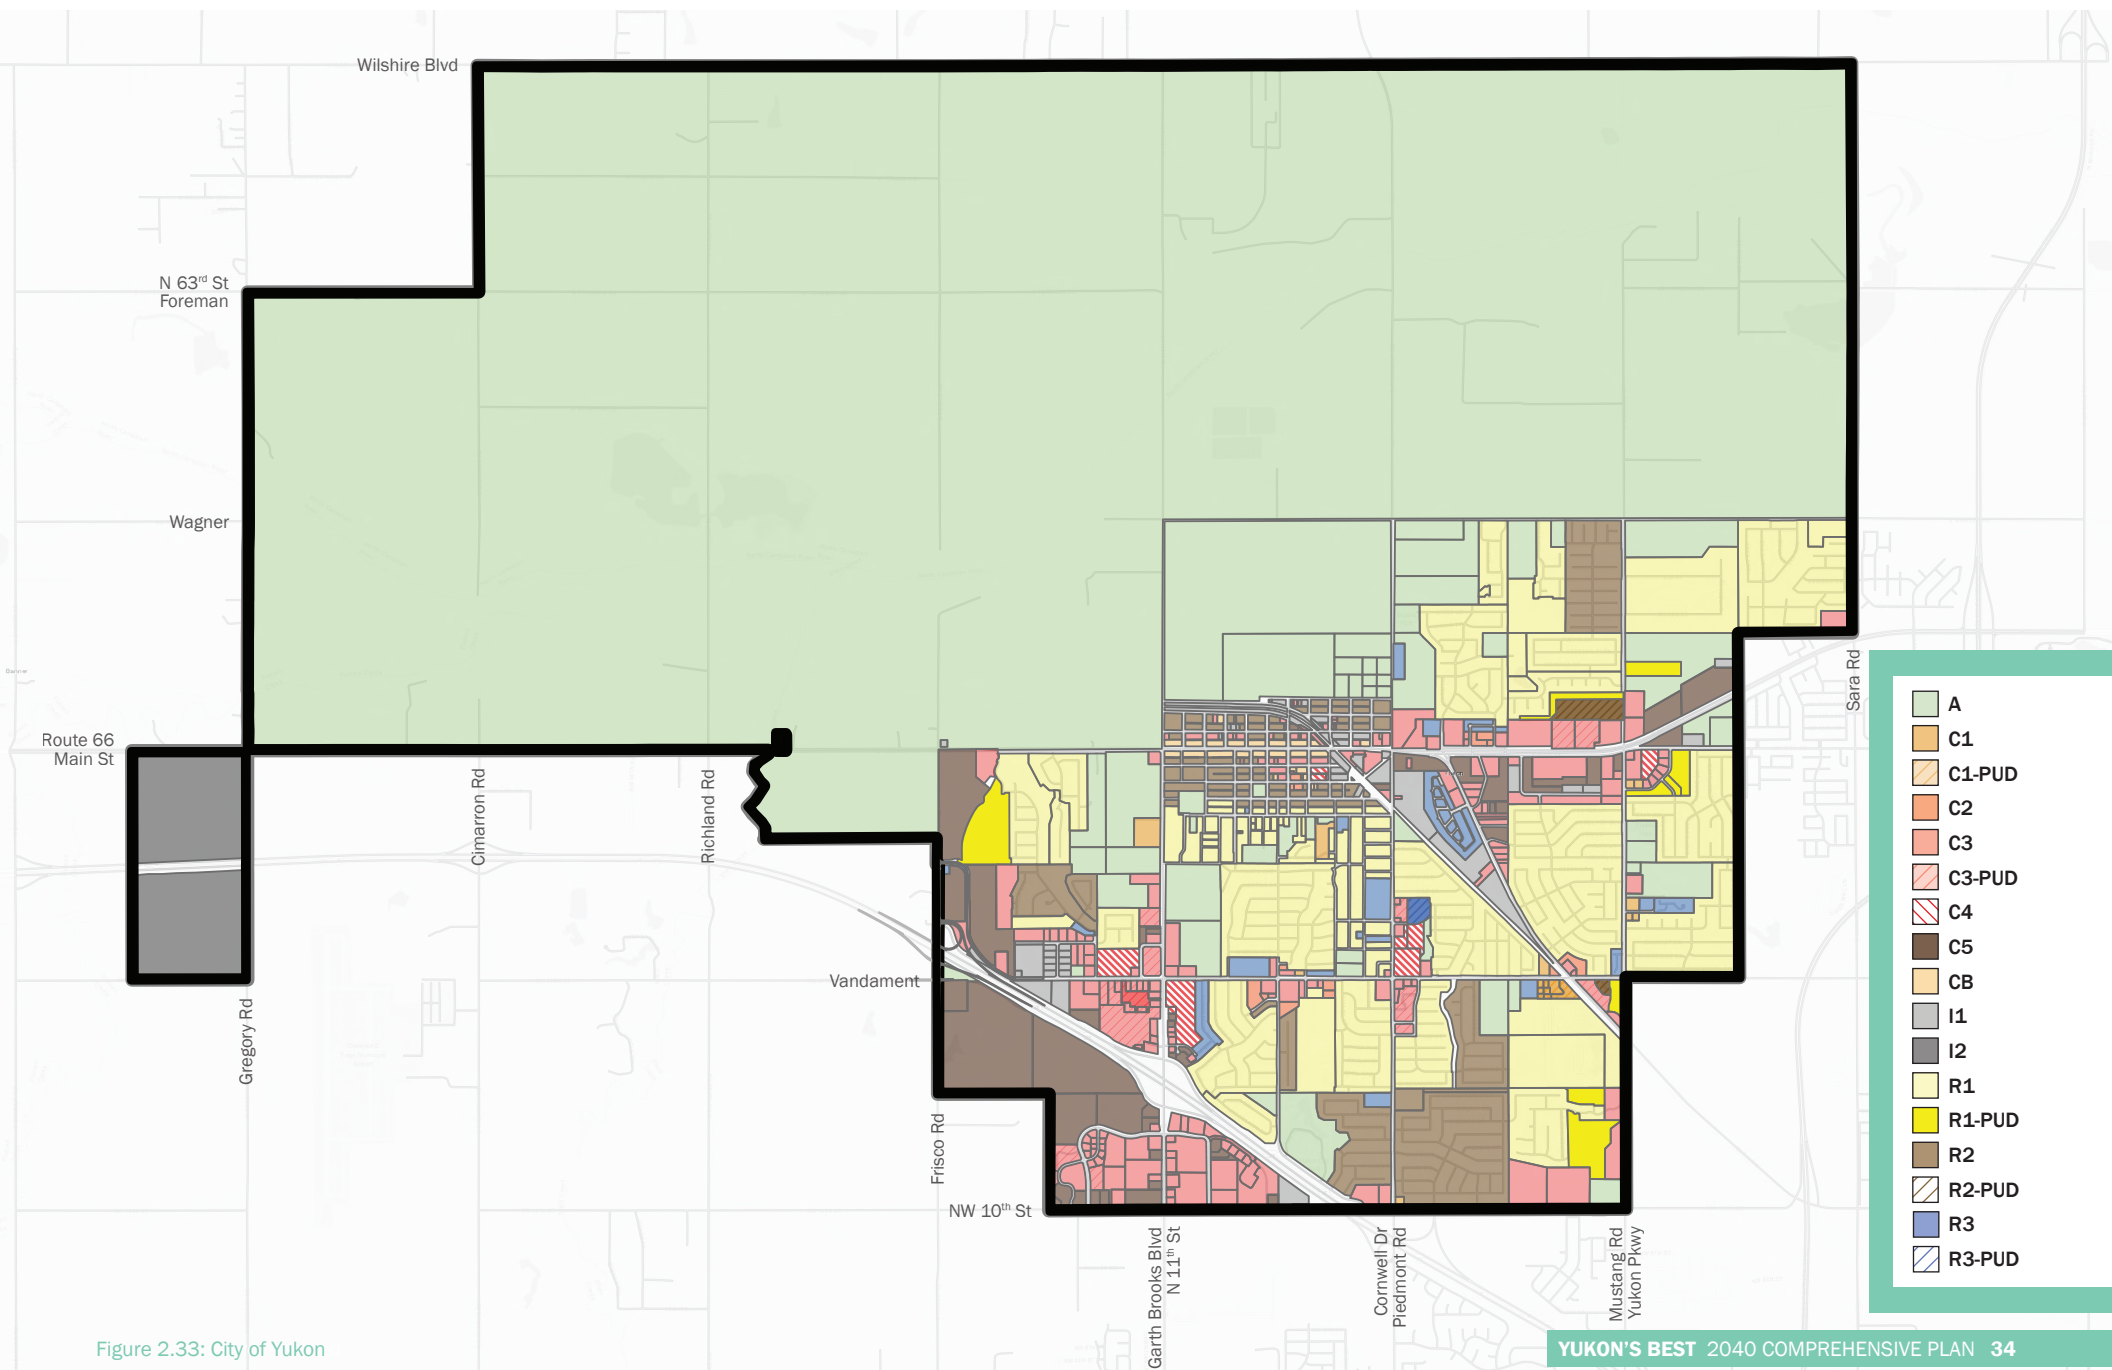 Wilshire Blvd
N 63rd St
Foreman
Wagner
Route 66
Main St
Cimarron Rd
Richland Rd
Sara Rd
Vandament
Gregory Rd
Frisco Rd
NW 10th St
Garth Brooks Blvd
N 11th St
Cornwell Dr
Piedmont Rd
Mustang Rd
Yukon Pkwy
A
C1
C1-PUD
C2
C3
C3-PUD
C4
C5
CB
I1
I2
R1
R1-PUD
R2
R2-PUD
R3
R3-PUD
Figure 2.33: City of Yukon
YUKON'S BEST 2040 COMPREHENSIVE PLAN 34